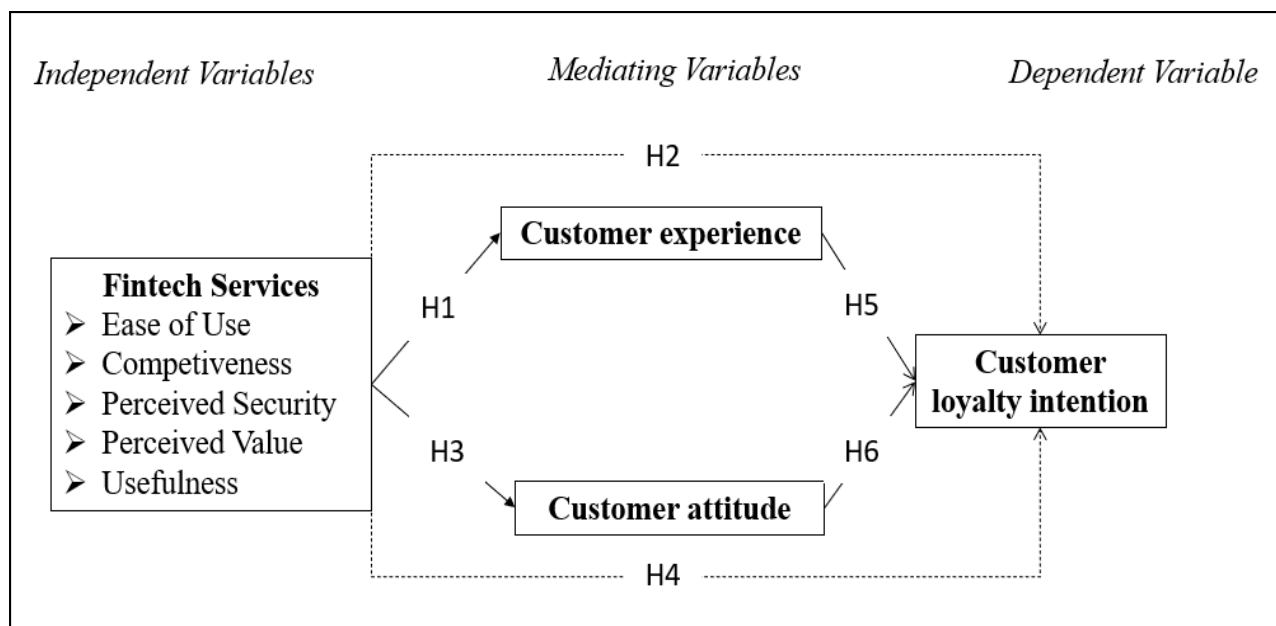 Independent Variables
Mediating Variables
Dependent Variable
H2
Customer experience
Fintech Services
➢ Ease of Use
➢ Competiveness
➢ Perceived Security
➢ Perceived Value
➢ Usefulness
H1
H5
Customer
loyalty intention
H3
H6
Customer attitude
H4